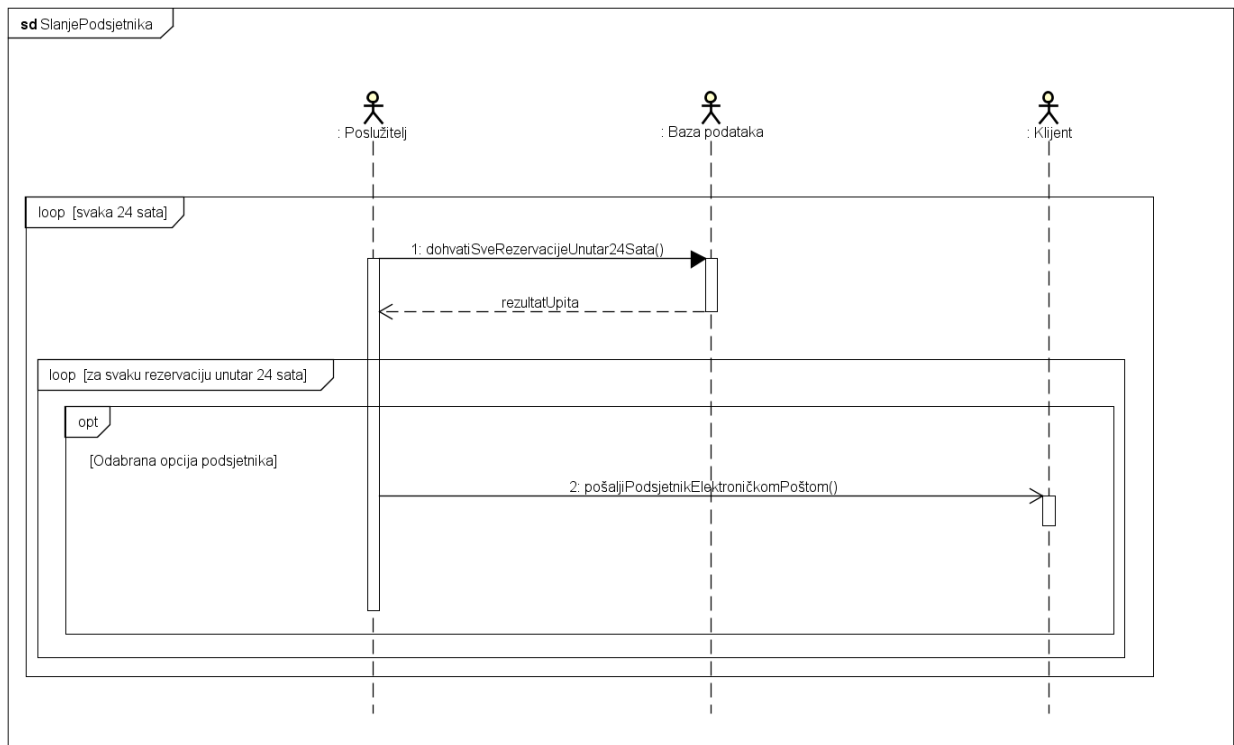 sd SlanjePodsjetnika
: Poslužitelj
: Baza podataka
: Klijent
loop [svaka 24 sata]
1: dohvatiSveRezervacijeUnutar24Sata()
rezultatUpita
loop [za svaku rezervaciju unutar 24 sata]
opt
[Odabrana opcija podsjetnika]
2: pošaljiPodsjetnikElektroničkomPoštom()